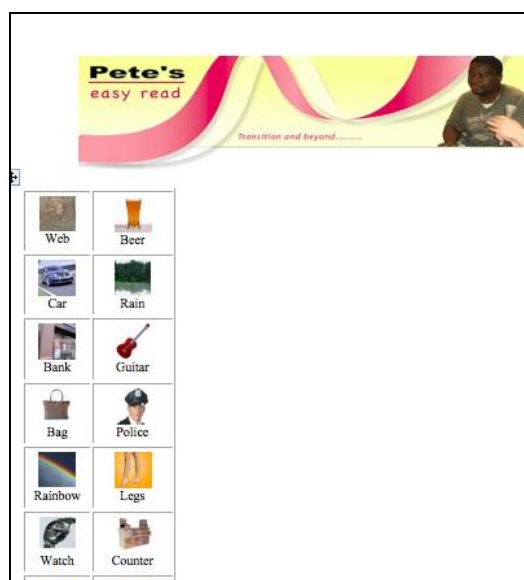 Pete's
easy read
Transition and beyond.........
Web Beer
Car Rain
Bank Guitar
Bag Police
Rainbow Legs
Watch Counter